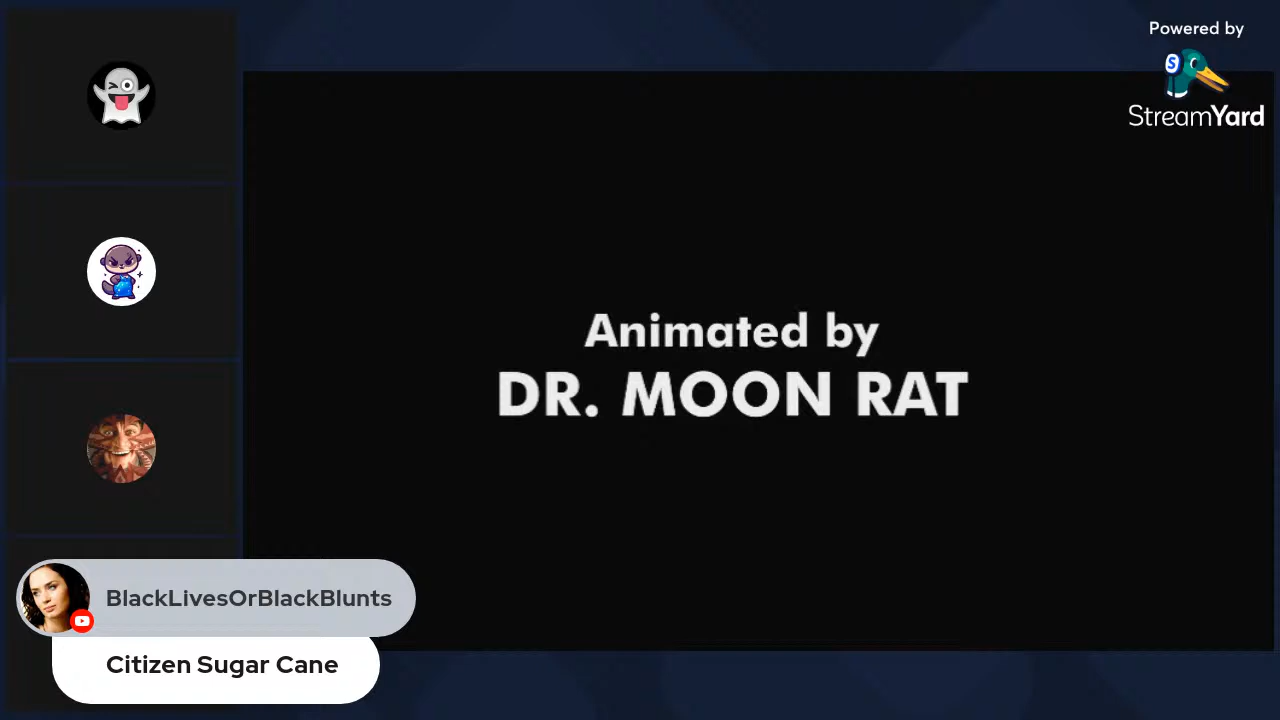 Powered by
StreamYard
Animated by
DR. MOON RAT
BlackLivesOrBlackBlunts
Citizen Sugar Cane